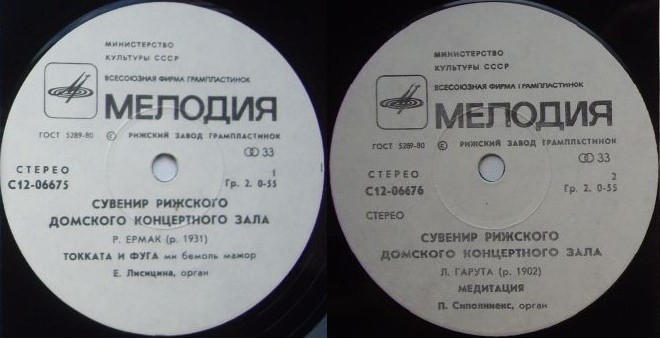 МИНИСТЕРСТВО
КУЛЬТУРЫ СССР
ВСЕСОЮЗНАЯ ФИРМА ГРАМПЛАСТИНОК
МЕЛОДИЯ
ГОСТ 5289-80 © РИЖСКИЙ ЗАВОД ГРАМПЛАСТИНОК
33
СТЕРЕО 1
С12-06675 Гр. 2. 0-55
СУВЕНИР РИЖСКОГО
ДОМСКОГО КОНЦЕРТНОГО ЗАЛА
Р. ЕРМАК (р. 1931)
ТОККАТА И ФУГА ми бемоль мажор
Е. Лисицина, орган
МИНИСТЕРСТВО
КУЛЬТУРЫ СССР
ВСЕСОЮЗНАЯ ФИРМА ГРАМПЛАСТИНОК
МЕЛОДИЯ
ГОСТ 5289-80 © РИЖСКИЙ ЗАВОД ГРАМПЛАСТИНОК
33
СТЕРЕО 2
С12-06676 Гр. 2. 0-55
СТЕРЕО
СУВЕНИР РИЖСКОГО
ДОМСКОГО КОНЦЕРТНОГО ЗАЛА
Л. ГАРУТА (р. 1902)
МЕДИТАЦИЯ
П. Сиполниекс, орган